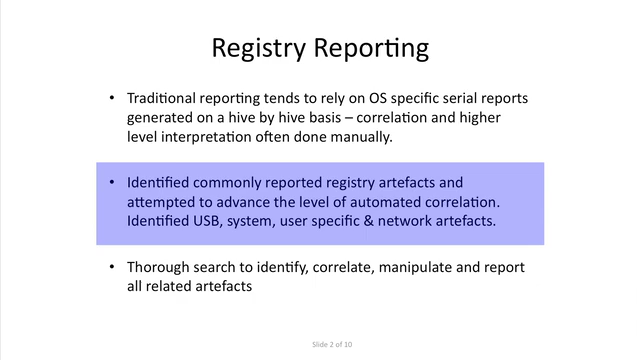 Registry Reporting
• Traditional reporting tends to rely on OS specific serial reports
generated on a hive by hive basis – correlation and higher
level interpretation often done manually.
• Identified commonly reported registry artefacts and
attempted to advance the level of automated correlation.
Identified USB, system, user specific & network artefacts.
• Thorough search to identify, correlate, manipulate and report
all related artefacts
Slide 2 of 10